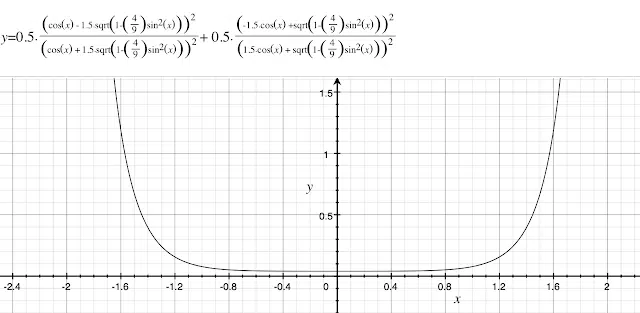 y=0.5·(cos(x) - 1.5·sqrt(1-(4/9)sin²(x)))²/(cos(x) + 1.5·sqrt(1-(4/9)sin²(x)))² + 0.5·(-1.5·cos(x) +sqrt(1-(4/9)sin²(x)))²/(1.5·cos(x) + sqrt(1-(4/9)sin²(x)))²
1.5
1
y
0.5
-2.4 -2 -1.6 -1.2 -0.8 -0.4 0 0.4 0.8 1.2 1.6 2
x